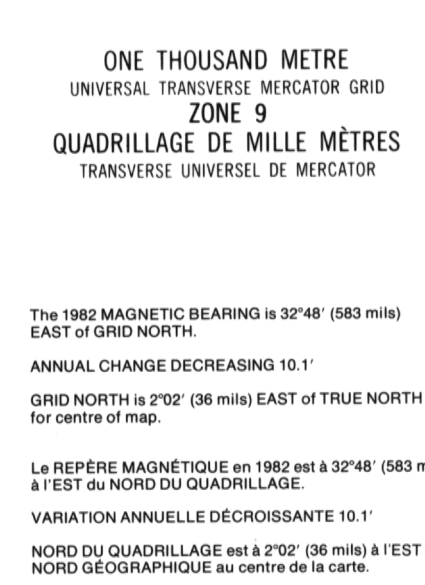 ONE THOUSAND METRE
UNIVERSAL TRANSVERSE MERCATOR GRID
ZONE 9
QUADRILLAGE DE MILLE MÈTRES
TRANSVERSE UNIVERSEL DE MERCATOR
The 1982 MAGNETIC BEARING is 32°48′ (583 mils)
EAST of GRID NORTH.
ANNUAL CHANGE DECREASING 10.1′
GRID NORTH is 2°02′ (36 mils) EAST of TRUE NORTH
for centre of map.
Le REPÈRE MAGNÉTIQUE en 1982 est à 32°48′ (583 m
à l'EST du NORD DU QUADRILLAGE.
VARIATION ANNUELLE DÉCROISSANTE 10.1′
NORD DU QUADRILLAGE est à 2°02′ (36 mils) à l'EST
NORD GÉOGRAPHIQUE au centre de la carte.